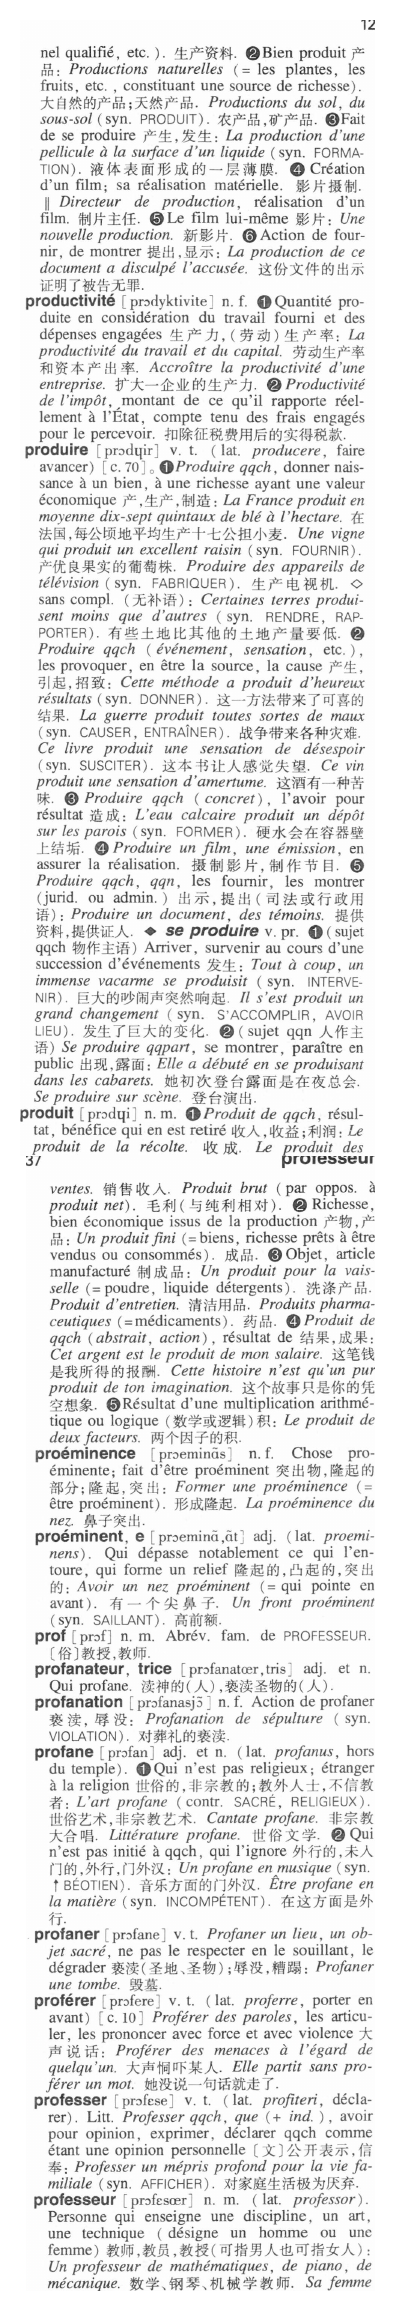 12
nel qualifié, etc.). 生产资料. ❷Bien produit 产
品: Productions naturelles (= les plantes, les
fruits, etc., constituant une source de richesse).
大自然的产品;天然产品. Productions du sol, du
sous-sol (syn. PRODUIT). 农产品,矿产品. ❸Fait
de se produire 产生,发生: La production d'une
pellicule à la surface d'un liquide (syn. FORMA-
TION). 液体表面形成的一层薄膜. ❹ Création
d'un film; sa réalisation matérielle. 影片摄制.
‖ Directeur de production, réalisation d'un
film. 制片主任. ❺ Le film lui-même 影片: Une
nouvelle production. 新影片. ❻ Action de four-
nir, de montrer 提出,显示: La production de ce
document a disculpé l'accusée. 这份文件的出示
证明了被告无罪.
productivité [prɔdyktivite] n. f. ❶ Quantité pro-
duite en considération du travail fourni et des
dépenses engagées 生产力,(劳动)生产率: La
productivité du travail et du capital. 劳动生产率
和资本产出率. Accroître la productivité d'une
entreprise. 扩大一企业的生产力. ❷ Productivité
de l'impôt, montant de ce qu'il rapporte réel-
lement à l'État, compte tenu des frais engagés
pour le percevoir. 扣除征税费用后的实得税款.
produire [prɔdɥir] v. t. (lat. producere, faire
avancer) [c. 70]。❶Produire qqch, donner nais-
sance à un bien, à une richesse ayant une valeur
économique 产,生产,制造: La France produit en
moyenne dix-sept quintaux de blé à l'hectare. 在
法国,每公顷地平均生产十七公担小麦. Une vigne
qui produit un excellent raisin (syn. FOURNIR).
产优良果实的葡萄株. Produire des appareils de
télévision (syn. FABRIQUER). 生产电视机. ◇
sans compl. (无补语): Certaines terres produi-
sent moins que d'autres (syn. RENDRE, RAP-
PORTER). 有些土地比其他的土地产量要低. ❷
Produire qqch (événement, sensation, etc.),
les provoquer, en être la source, la cause 产生,
引起,招致: Cette méthode a produit d'heureux
résultats (syn. DONNER). 这一方法带来了可喜的
结果. La guerre produit toutes sortes de maux
(syn. CAUSER, ENTRAÎNER). 战争带来各种灾难.
Ce livre produit une sensation de désespoir
(syn. SUSCITER). 这本书让人感觉失望. Ce vin
produit une sensation d'amertume. 这酒有一种苦
味. ❸ Produire qqch (concret), l'avoir pour
résultat 造成: L'eau calcaire produit un dépôt
sur les parois (syn. FORMER). 硬水会在容器壁
上结垢. ❹ Produire un film, une émission, en
assurer la réalisation. 摄制影片,制作节目. ❺
Produire qqch, qqn, les fournir, les montrer
(jurid. ou admin.) 出示,提出(司法或行政用
语): Produire un document, des témoins. 提供
资料,提供证人. ◆ se produire v. pr. ❶(sujet
qqch 物作主语) Arriver, survenir au cours d'une
succession d'événements 发生: Tout à coup, un
immense vacarme se produisit (syn. INTERVE-
NIR). 巨大的吵闹声突然响起. Il s'est produit un
grand changement (syn. S'ACCOMPLIR, AVOIR
LIEU). 发生了巨大的变化. ❷(sujet qqn 人作主
语) Se produire qqpart, se montrer, paraître en
public 出现,露面: Elle a débuté en se produisant
dans les cabarets. 她初次登台露面是在夜总会.
Se produire sur scène. 登台演出.
produit [prɔdɥi] n. m. ❶ Produit de qqch, résul-
tat, bénéfice qui en est retiré 收入,收益;利润: Le
produit de la récolte. 收成. Le produit des
37 professeur
ventes. 销售收入. Produit brut (par oppos. à
produit net). 毛利(与纯利相对). ❷ Richesse,
bien économique issus de la production 产物,产
品: Un produit fini (= biens, richesse prêts à être
vendus ou consommés). 成品. ❸ Objet, article
manufacturé 制成品: Un produit pour la vais-
selle (= poudre, liquide détergents). 洗涤产品.
Produit d'entretien. 清洁用品. Produits pharma-
ceutiques (=médicaments). 药品. ❹ Produit de
qqch (abstrait, action), résultat de 结果,成果:
Cet argent est le produit de mon salaire. 这笔钱
是我所得的报酬. Cette histoire n'est qu'un pur
produit de ton imagination. 这个故事只是你的凭
空想象. ❺Résultat d'une multiplication arithmé-
tique ou logique (数学或逻辑)积: Le produit de
deux facteurs. 两个因子的积.
proéminence [prɔeminɑ̃s] n. f. Chose pro-
éminente; fait d'être proéminent 突出物,隆起的
部分;隆起,突出: Former une proéminence (=
être proéminent). 形成隆起. La proéminence du
nez. 鼻子突出.
proéminent, e [prɔeminɑ̃,ɑ̃t] adj. (lat. proemi-
nens). Qui dépasse notablement ce qui l'en-
toure, qui forme un relief 隆起的,凸起的,突出
的: Avoir un nez proéminent (= qui pointe en
avant). 有一个尖鼻子. Un front proéminent
(syn. SAILLANT). 高前额.
prof [prɔf] n. m. Abrév. fam. de PROFESSEUR.
〔俗〕教授,教师.
profanateur, trice [prɔfanatœr,tris] adj. et n.
Qui profane. 渎神的(人),亵渎圣物的(人).
profanation [prɔfanasjɔ̃] n. f. Action de profaner
亵渎,辱没: Profanation de sépulture (syn.
VIOLATION). 对葬礼的亵渎.
profane [prɔfan] adj. et n. (lat. profanus, hors
du temple). ❶Qui n'est pas religieux; étranger
à la religion 世俗的,非宗教的;教外人士,不信教
者: L'art profane (contr. SACRÉ, RELIGIEUX).
世俗艺术,非宗教艺术. Cantate profane. 非宗教
大合唱. Littérature profane. 世俗文学. ❷ Qui
n'est pas initié à qqch, qui l'ignore 外行的,未入
门的,外行,门外汉: Un profane en musique (syn.
↑ BÉOTIEN). 音乐方面的门外汉. Être profane en
la matière (syn. INCOMPÉTENT). 在这方面是外
行.
profaner [prɔfane] v. t. Profaner un lieu, un ob-
jet sacré, ne pas le respecter en le souillant, le
dégrader 亵渎(圣地、圣物);辱没,糟蹋: Profaner
une tombe. 毁墓.
proférer [prɔfere] v. t. (lat. proferre, porter en
avant) [c. 10] Proférer des paroles, les articu-
ler, les prononcer avec force et avec violence 大
声说话: Proférer des menaces à l'égard de
quelqu'un. 大声恫吓某人. Elle partit sans pro-
férer un mot. 她没说一句话就走了.
professer [prɔfese] v. t. (lat. profiteri, décla-
rer). Litt. Professer qqch, que (+ ind.), avoir
pour opinion, exprimer, déclarer qqch comme
étant une opinion personnelle〔文〕公开表示,信
奉: Professer un mépris profond pour la vie fa-
miliale (syn. AFFICHER). 对家庭生活极为厌弃.
professeur [prɔfesœr] n. m. (lat. professor).
Personne qui enseigne une discipline, un art,
une technique (désigne un homme ou une
femme) 教师,教员,教授(可指男人也可指女人):
Un professeur de mathématiques, de piano, de
mécanique. 数学、钢琴、机械学教师. Sa femme